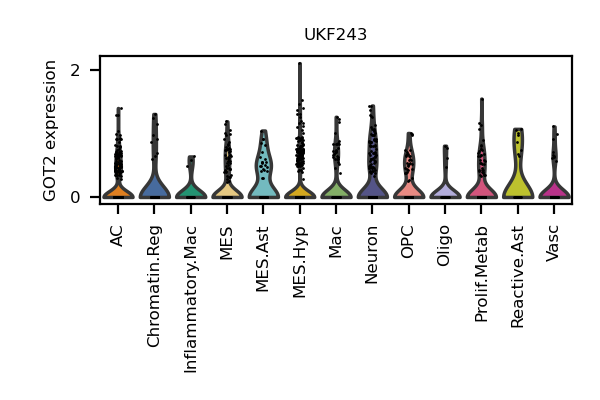 UKF243
GOT2 expression
2
0
AC
Chromatin.Reg
Inflammatory.Mac
MES
MES.Ast
MES.Hyp
Mac
Neuron
OPC
Oligo
Prolif.Metab
Reactive.Ast
Vasc